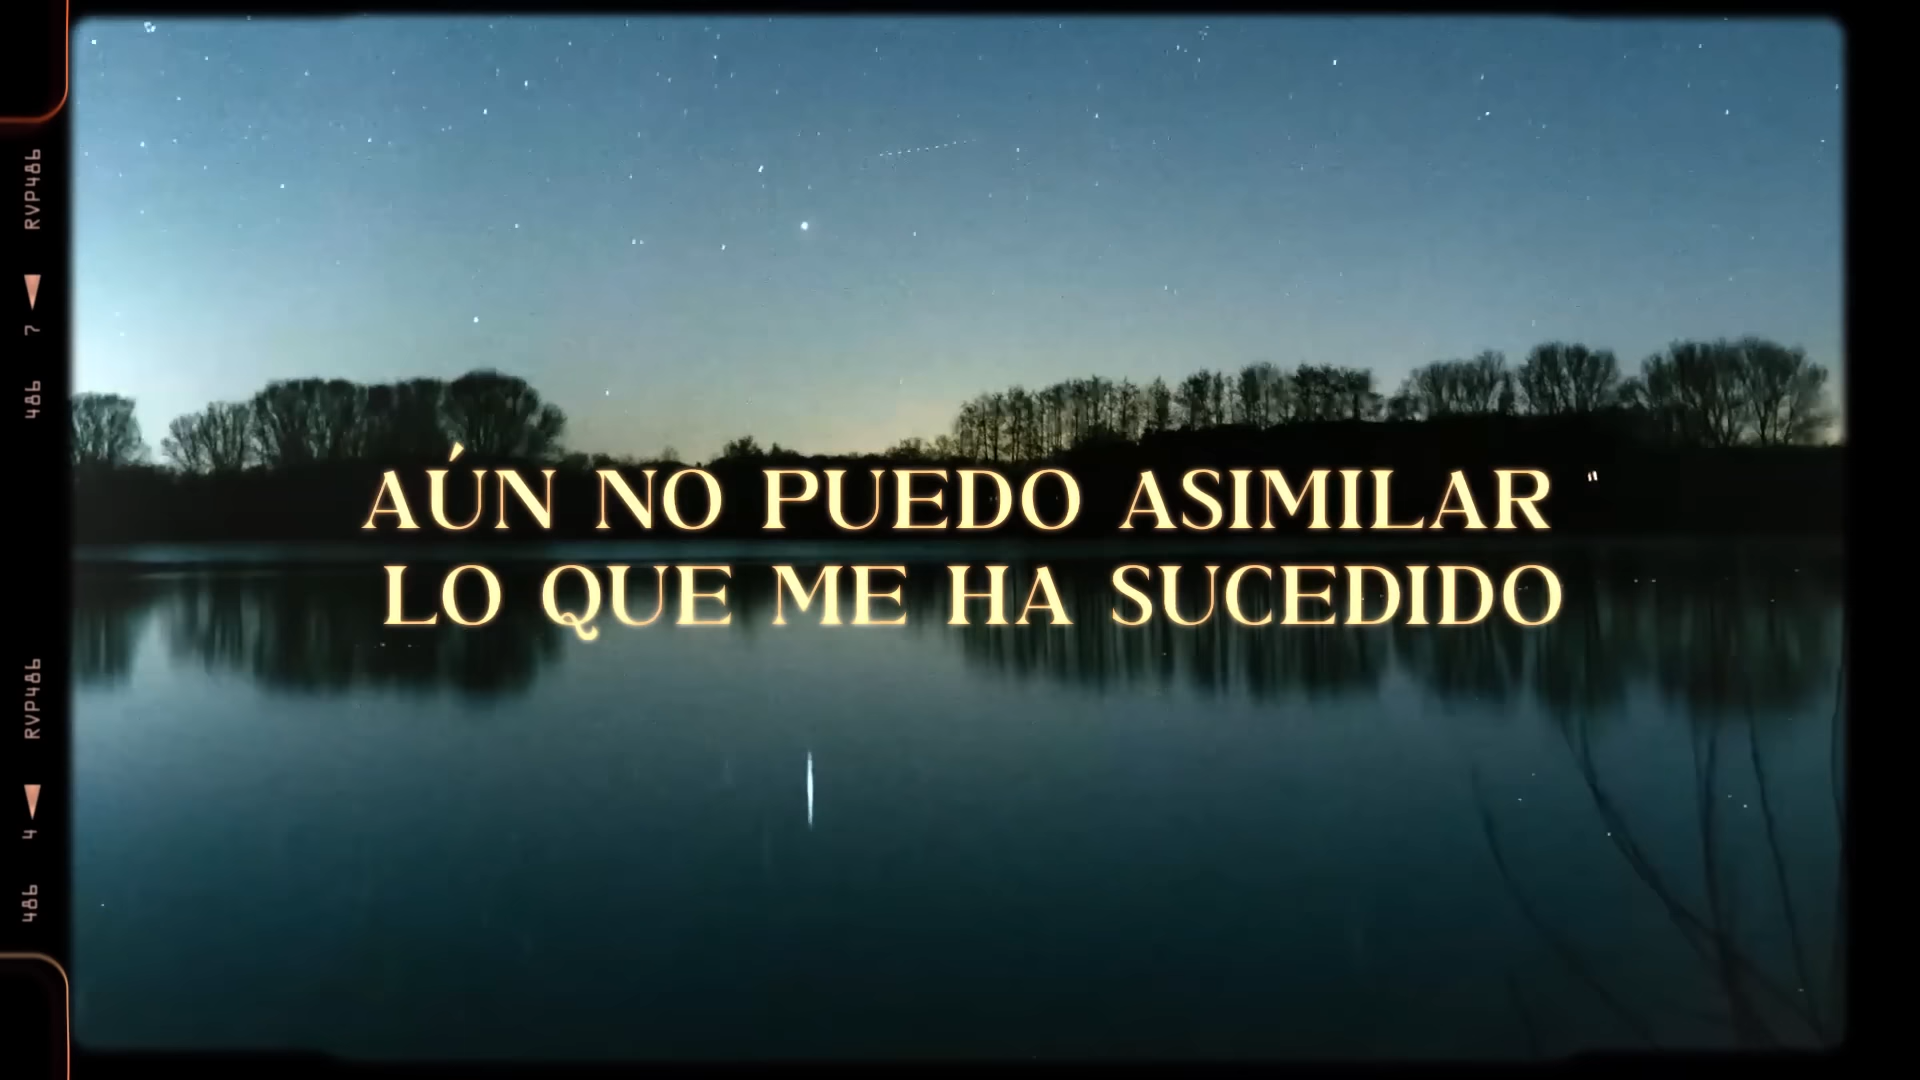 AÚN NO PUEDO ASIMILAR
LO QUE ME HA SUCEDIDO
RVP486
7
486
RVP486
4
486